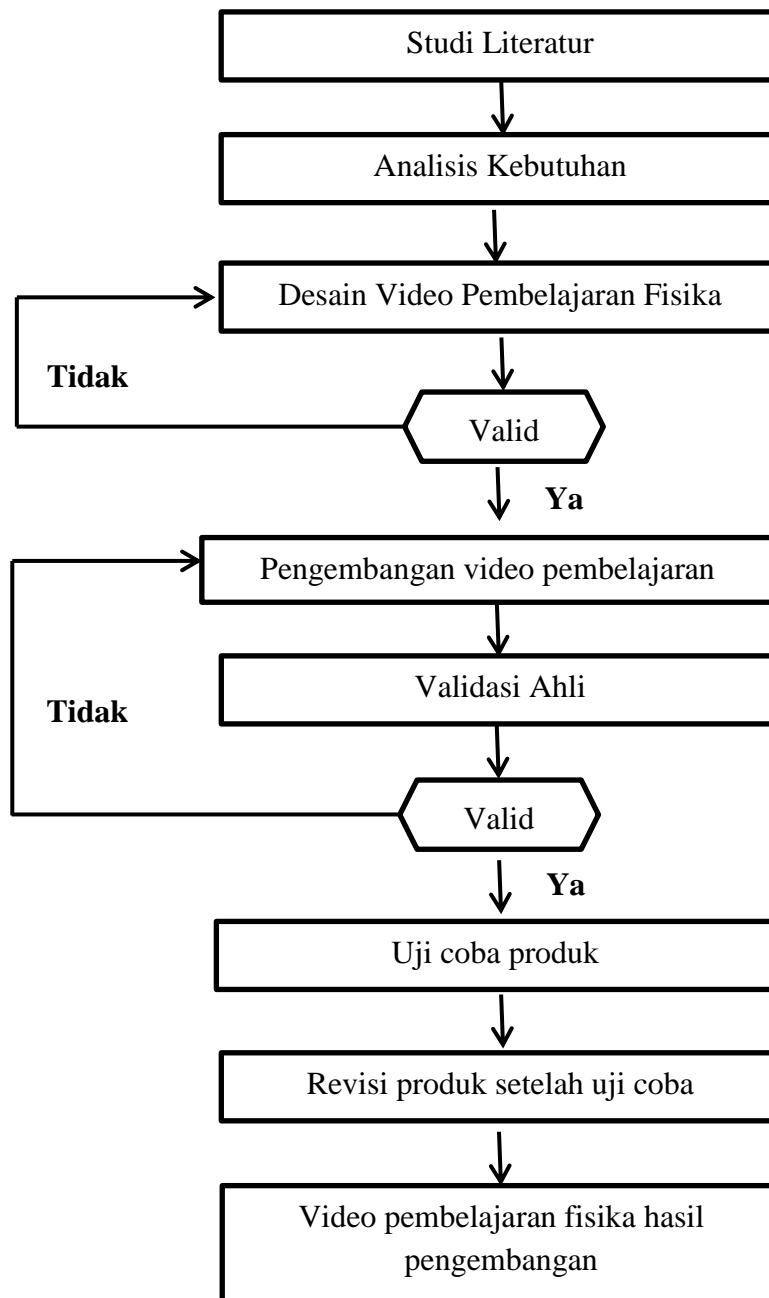 Studi Literatur
Analisis Kebutuhan
Desain Video Pembelajaran Fisika
Tidak
Valid
Ya
Pengembangan video pembelajaran
Validasi Ahli
Tidak
Valid
Ya
Uji coba produk
Revisi produk setelah uji coba
Video pembelajaran fisika hasil
pengembangan